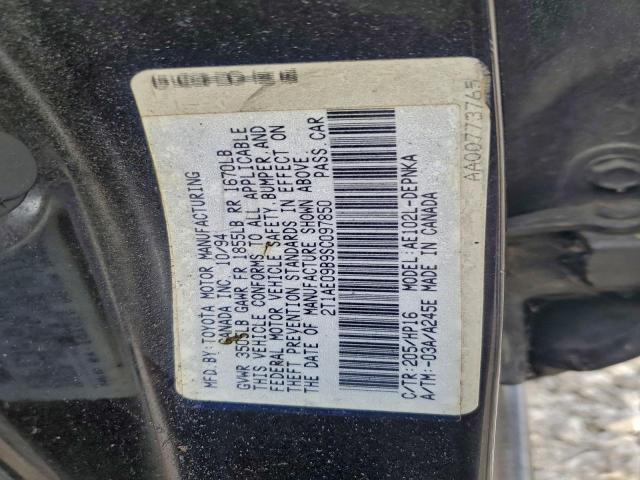 MFD.BY:TOYOTA MOTOR MANUFACTURING
CANADA INC. 10/94
GVWR 3505LB GAWR FR 1855LB RR 1670LB
THIS VEHICLE CONFORMS TO ALL APPLICABLE
FEDERAL MOTOR VEHICLE SAFETY BUMPER, AND
THEFT PREVENTION STANDARDS IN EFFECT ON
THE DATE OF MANUFACTURE SHOWN ABOVE.
2T1AE09B9SC097850 PASS.CAR
C/TR:205/HP16 MODEL:AE102L-DEPNKA
A/TM:-03A/A245E MADE IN CANADA
AA007773765